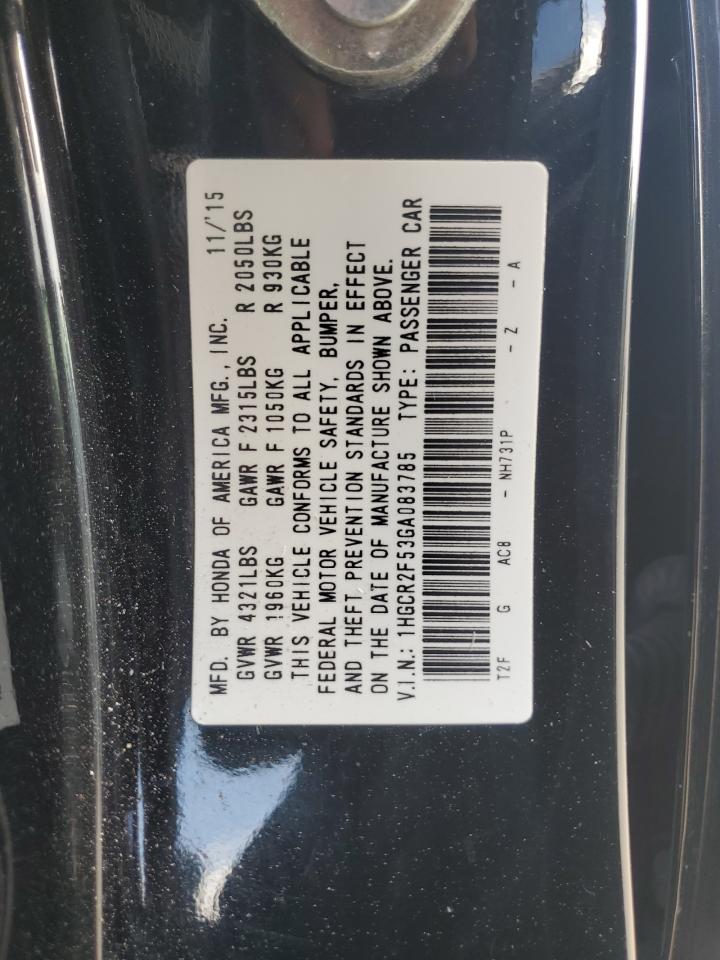 MFD. BY HONDA OF AMERICA MFG., INC. 11/'15
GVWR 4321LBS GAWR F 2315LBS R 2050LBS
GVWR 1960KG GAWR F 1050KG R 930KG
THIS VEHICLE CONFORMS TO ALL APPLICABLE
FEDERAL MOTOR VEHICLE SAFETY, BUMPER,
AND THEFT PREVENTION STANDARDS IN EFFECT
ON THE DATE OF MANUFACTURE SHOWN ABOVE.
V.I.N.: 1HGCR2F53GA083785 TYPE: PASSENGER CAR
T2F G AC8 - NH731P - Z - A